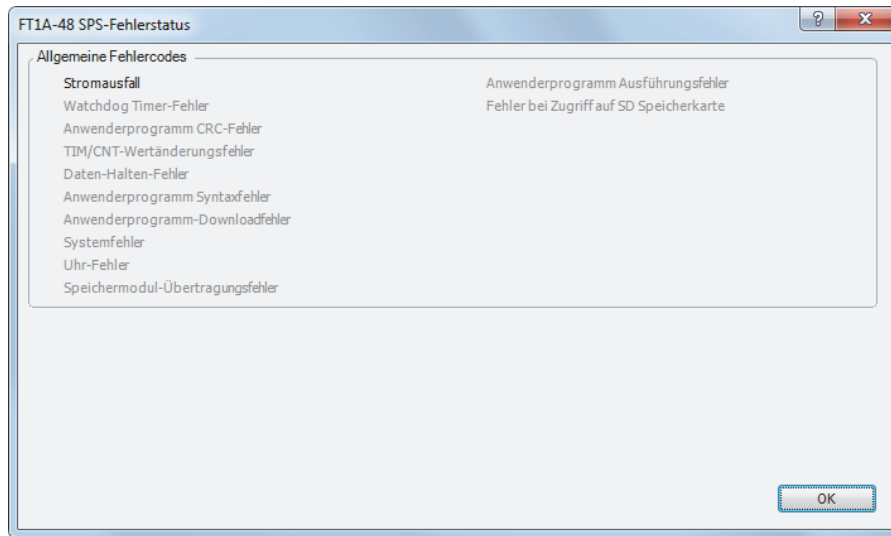 FT1A-48 SPS-Fehlerstatus
Allgemeine Fehlercodes
Stromausfall
Watchdog Timer-Fehler
Anwenderprogramm CRC-Fehler
TIM/CNT-Wertänderungsfehler
Daten-Halten-Fehler
Anwenderprogramm Syntaxfehler
Anwenderprogramm-Downloadfehler
Systemfehler
Uhr-Fehler
Speichermodul-Übertragungsfehler
Anwenderprogramm Ausführungsfehler
Fehler bei Zugriff auf SD Speicherkarte
OK